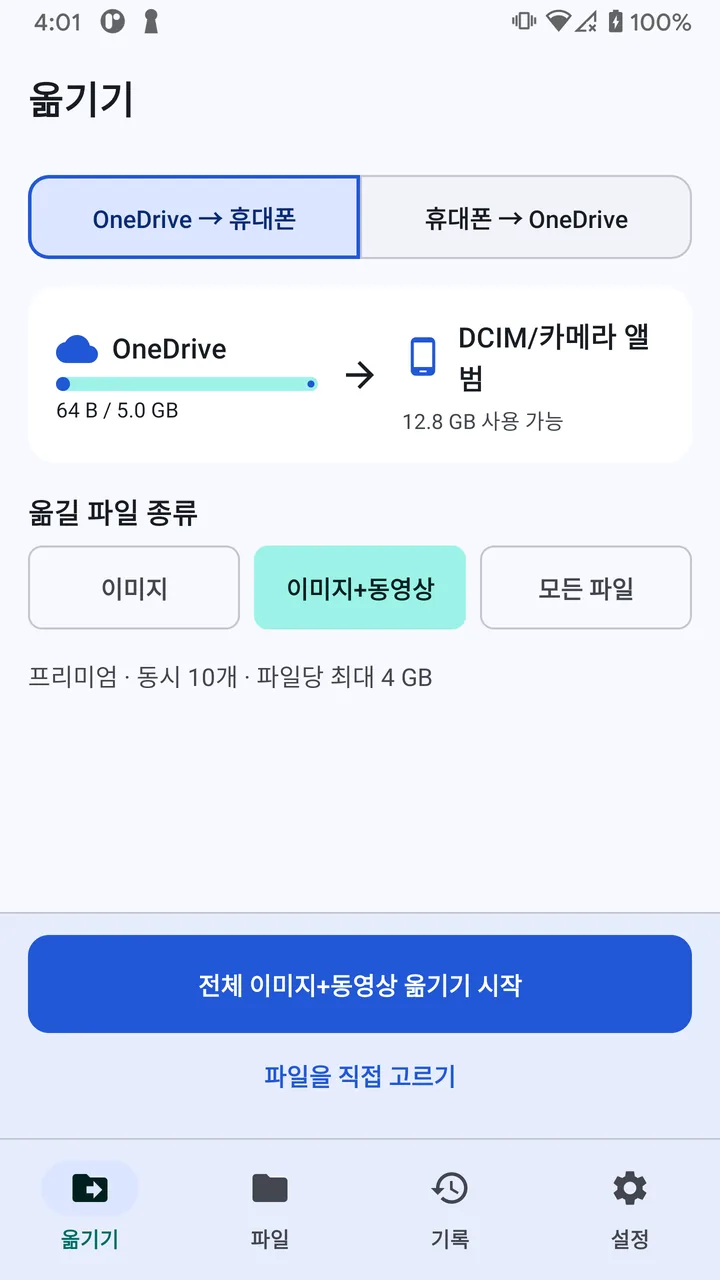 4:01 100%
옮기기
OneDrive → 휴대폰 휴대폰 → OneDrive
OneDrive
64 B / 5.0 GB
DCIM/카메라 앨
범
12.8 GB 사용 가능
옮길 파일 종류
이미지 이미지+동영상 모든 파일
프리미엄 · 동시 10개 · 파일당 최대 4 GB
전체 이미지+동영상 옮기기 시작
파일을 직접 고르기
옮기기 파일 기록 설정